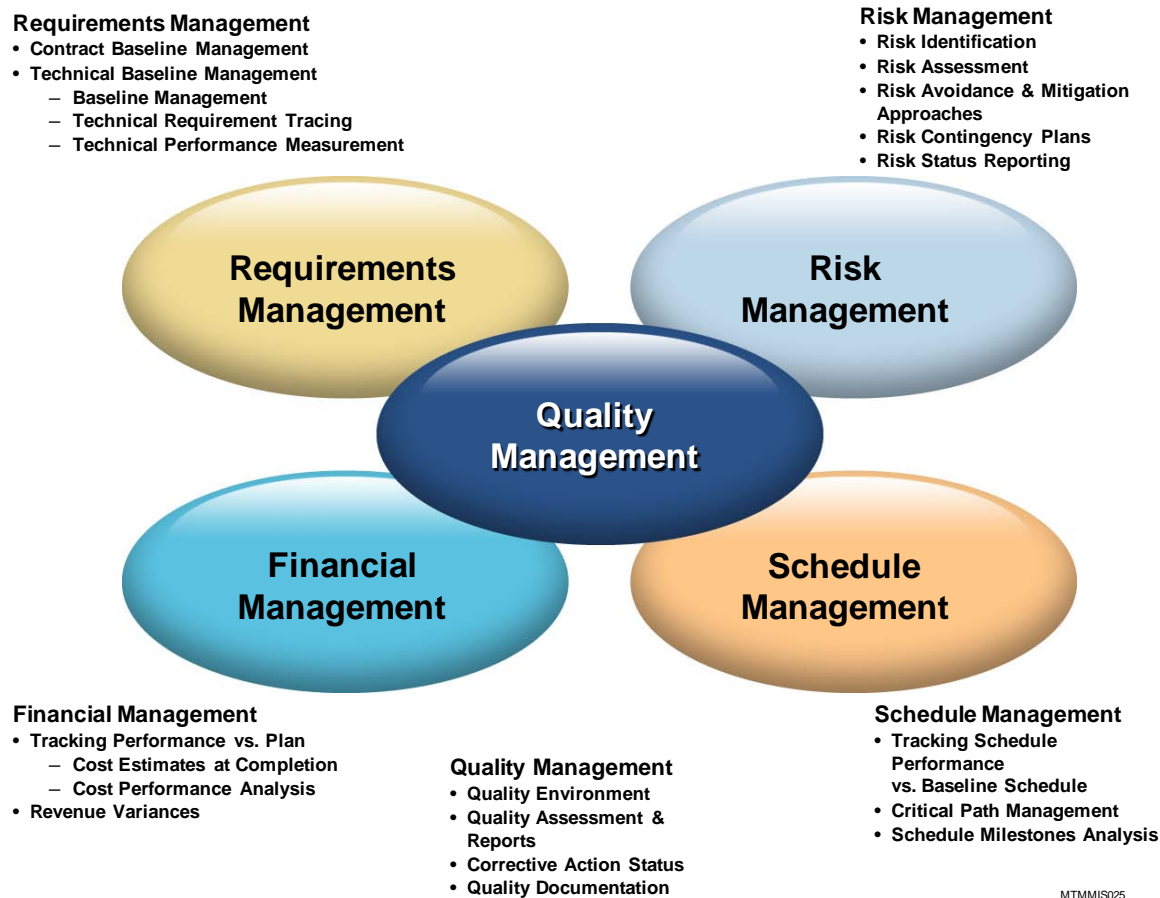 Requirements Management
• Contract Baseline Management
• Technical Baseline Management
– Baseline Management
– Technical Requirement Tracing
– Technical Performance Measurement
Risk Management
• Risk Identification
• Risk Assessment
• Risk Avoidance & Mitigation
Approaches
• Risk Contingency Plans
• Risk Status Reporting
Requirements
Management
Risk
Management
Quality
Management
Financial
Management
Schedule
Management
Financial Management
• Tracking Performance vs. Plan
– Cost Estimates at Completion
– Cost Performance Analysis
• Revenue Variances
Quality Management
• Quality Environment
• Quality Assessment &
Reports
• Corrective Action Status
• Quality Documentation
Schedule Management
• Tracking Schedule
Performance
vs. Baseline Schedule
• Critical Path Management
• Schedule Milestones Analysis
MTMMIS025